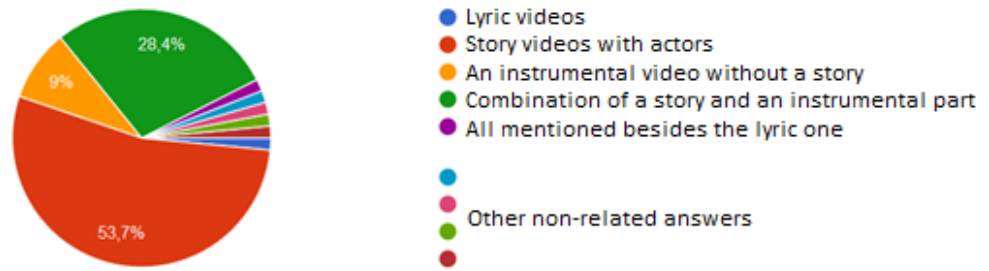 28,4%
9%
53,7%
Lyric videos
Story videos with actors
An instrumental video without a story
Combination of a story and an instrumental part
All mentioned besides the lyric one
Other non-related answers